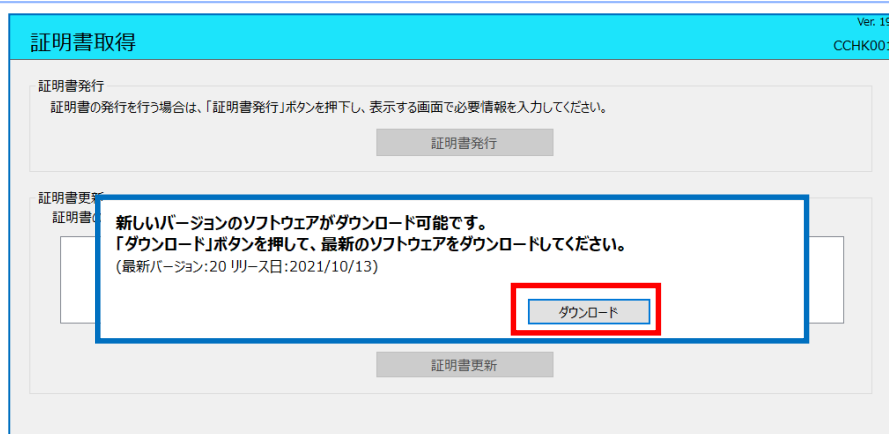 Ver. 19
証明書取得
CCHK001
証明書発行
証明書の発行を行う場合は、「証明書発行」ボタンを押下し、表示する画面で必要情報を入力してください。
証明書発行
証明書更新
証明書の
新しいバージョンのソフトウェアがダウンロード可能です。
「ダウンロード」ボタンを押して、最新のソフトウェアをダウンロードしてください。
(最新バージョン:20 リリース日:2021/10/13)
ダウンロード
証明書更新